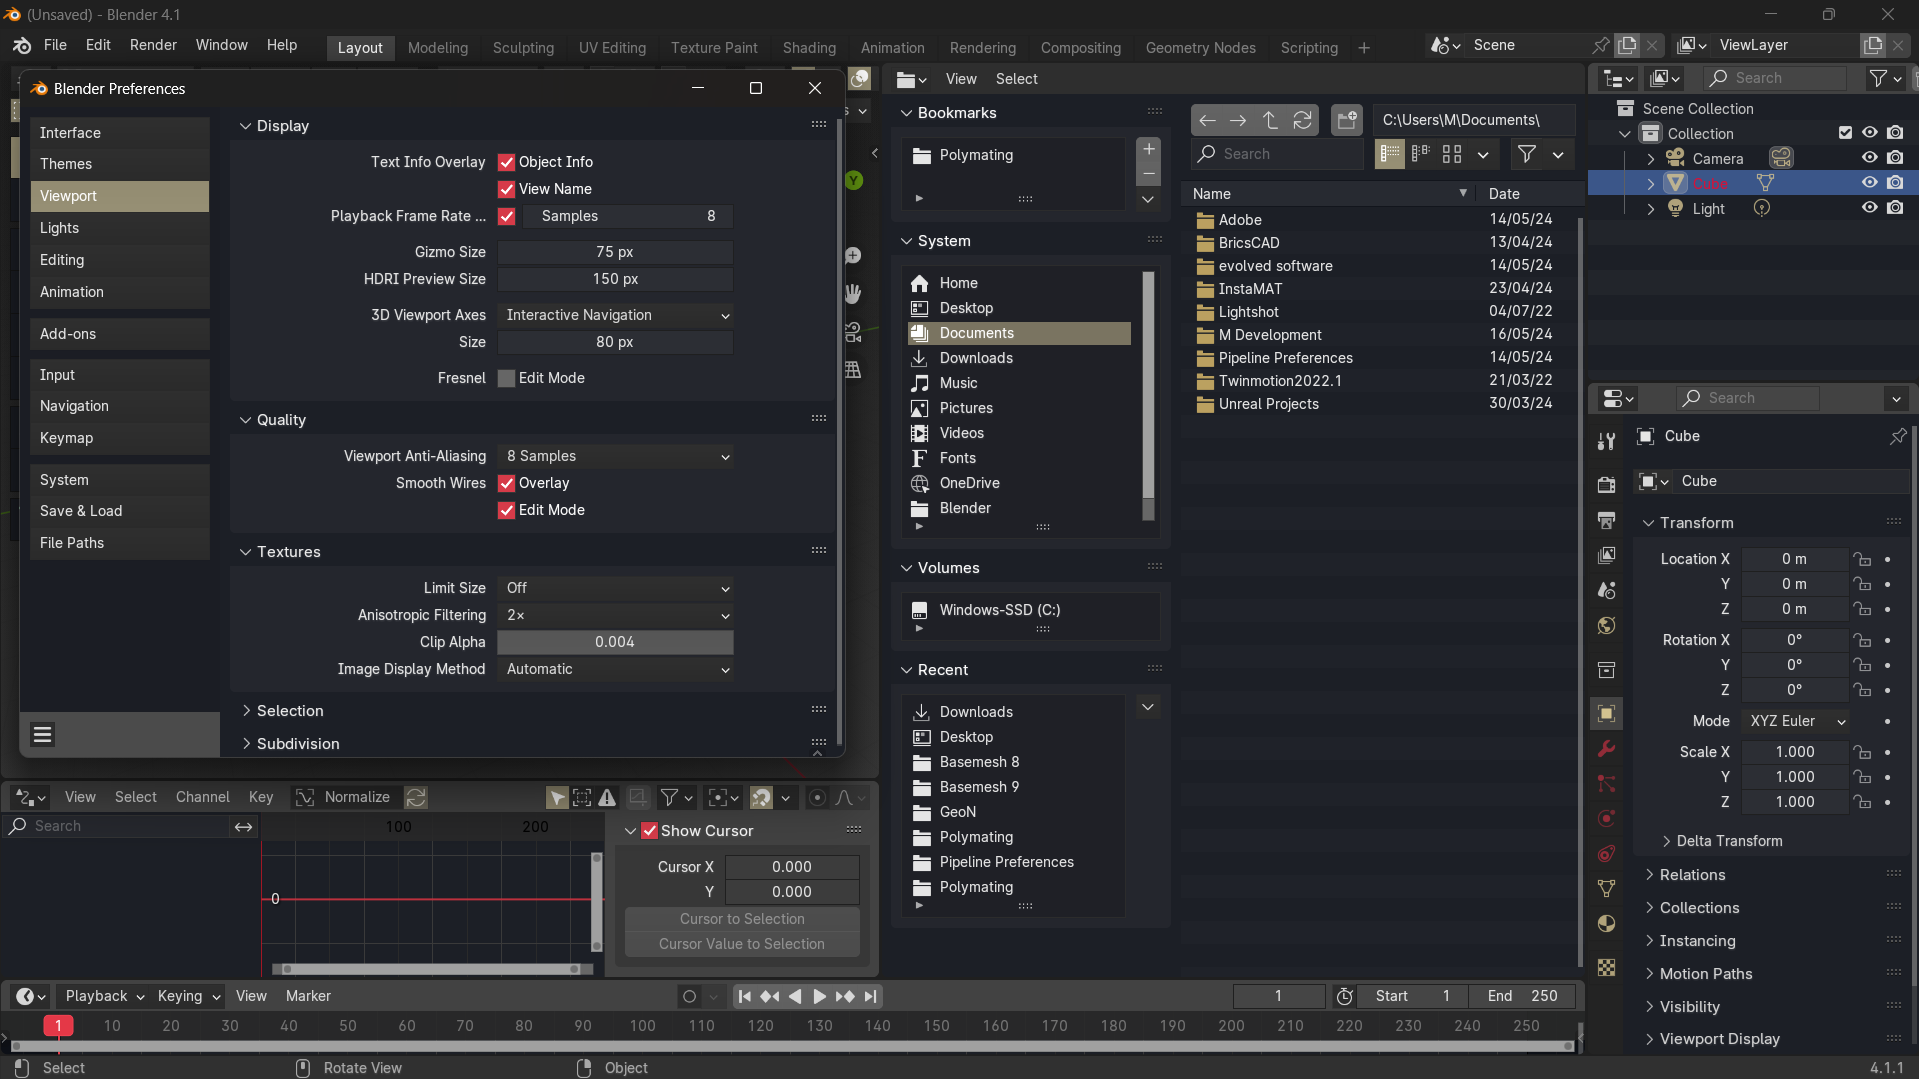 (Unsaved) - Blender 4.1
File Edit Render Window Help
Layout Modeling Sculpting UV Editing Texture Paint Shading Animation Rendering Compositing Geometry Nodes Scripting +
Scene
ViewLayer
Blender Preferences
Interface
Themes
Viewport
Lights
Editing
Animation
Add-ons
Input
Navigation
Keymap
System
Save & Load
File Paths
Display
Text Info Overlay Object Info
View Name
Playback Frame Rate ... Samples 8
Gizmo Size 75 px
HDRI Preview Size 150 px
3D Viewport Axes Interactive Navigation
Size 80 px
Fresnel Edit Mode
Quality
Viewport Anti-Aliasing 8 Samples
Smooth Wires Overlay
Edit Mode
Textures
Limit Size Off
Anisotropic Filtering 2×
Clip Alpha 0.004
Image Display Method Automatic
Selection
Subdivision
s
Y
View Select
Bookmarks
Polymating
System
Home
Desktop
Documents
Downloads
Music
Pictures
Videos
Fonts
OneDrive
Blender
Volumes
Windows-SSD (C:)
Recent
Downloads
Desktop
Basemesh 8
Basemesh 9
GeoN
Polymating
Pipeline Preferences
Polymating
C:\Users\M\Documents\
Search
Name Date
Adobe 14/05/24
BricsCAD 13/04/24
evolved software 14/05/24
InstaMAT 23/04/24
Lightshot 04/07/22
M Development 16/05/24
Pipeline Preferences 14/05/24
Twinmotion2022.1 21/03/22
Unreal Projects 30/03/24
Search
Scene Collection
Collection
Camera
Cube
Light
Search
Cube
Cube
Transform
Location X 0 m
Y 0 m
Z 0 m
Rotation X 0°
Y 0°
Z 0°
Mode XYZ Euler
Scale X 1.000
Y 1.000
Z 1.000
Delta Transform
Relations
Collections
Instancing
Motion Paths
Visibility
Viewport Display
View Select Channel Key Normalize
Search
100 200
0
Show Cursor
Cursor X 0.000
Y 0.000
Cursor to Selection
Cursor Value to Selection
Playback Keying View Marker
1 Start 1 End 250
1 10 20 30 40 50 60 70 80 90 100 110 120 130 140 150 160 170 180 190 200 210 220 230 240 250
Select Rotate View Object 4.1.1